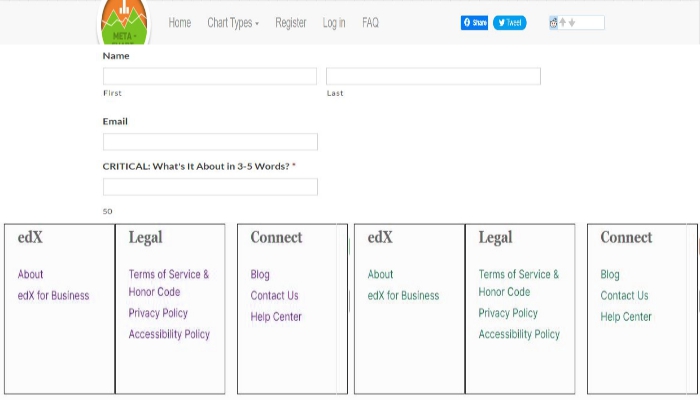 META -
Home Chart Types Register Log in FAQ Share Tweet
Name
First Last
Email
CRITICAL: What's It About in 3-5 Words? *
50
edX Legal Connect edX Legal Connect
About Terms of Service & Blog About Terms of Service & Blog
edX for Business Honor Code Contact Us edX for Business Honor Code Contact Us
Privacy Policy Help Center Privacy Policy Help Center
Accessibility Policy Accessibility Policy